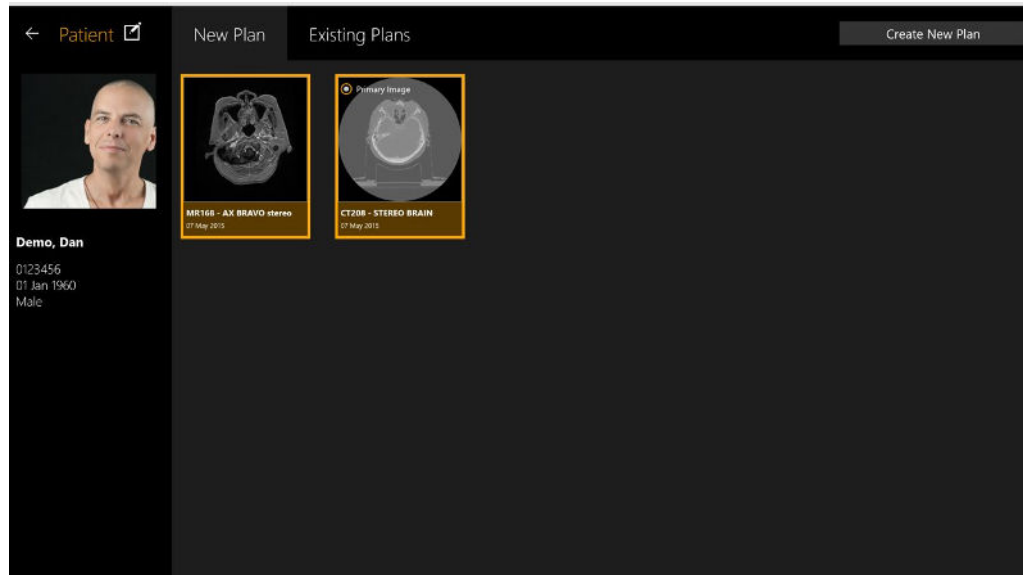 Patient
New Plan
Existing Plans
Create New Plan
Primary Image
MR168 - AX BRAVO stereo
07 May 2015
CT208 - STEREO BRAIN
07 May 2015
Demo, Dan
0123456
01 Jan 1960
Male